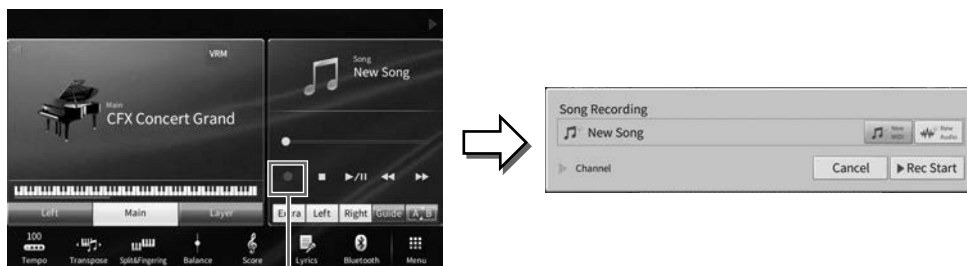 VRM
Main
CFX Concert Grand
Song
New Song
Left
Main
Layer
Extra
Left
Right
Guide
A B
100
Tempo
Transpose
Split&Fingering
Balance
Score
Lyrics
Bluetooth
Menu
Song Recording
New Song
New
MIDI
New
Audio
Channel
Cancel
Rec Start